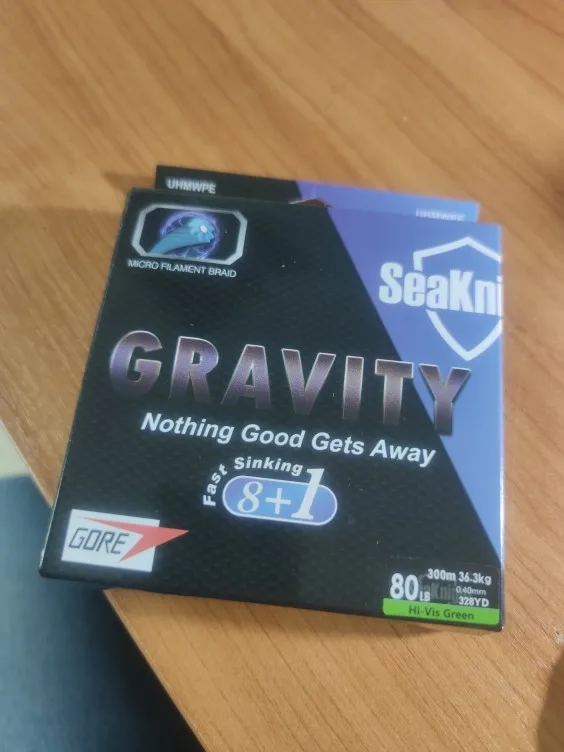 UHMWPE
UHMWPE
MICRO FILAMENT BRAID
SeaKni
GRAVITY
Nothing Good Gets Away
Fast Sinking
8+1
GORE
300m 36.3kg
80LB
0.40mm
328YD
Hi-Vis Green